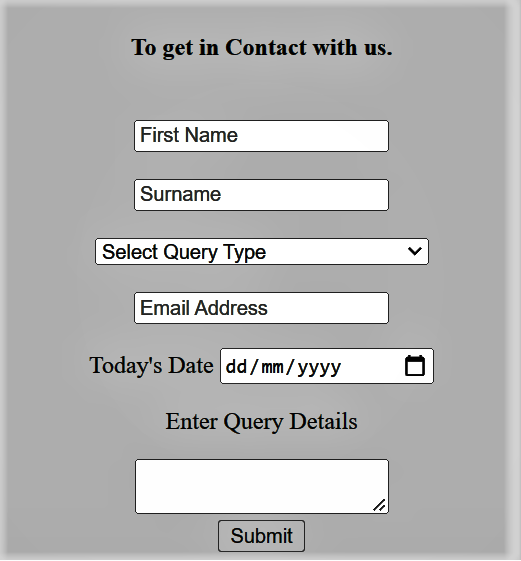 To get in Contact with us.
First Name
Surname
Select Query Type
Email Address
Today's Date dd/mm/yyyy
Enter Query Details
Submit